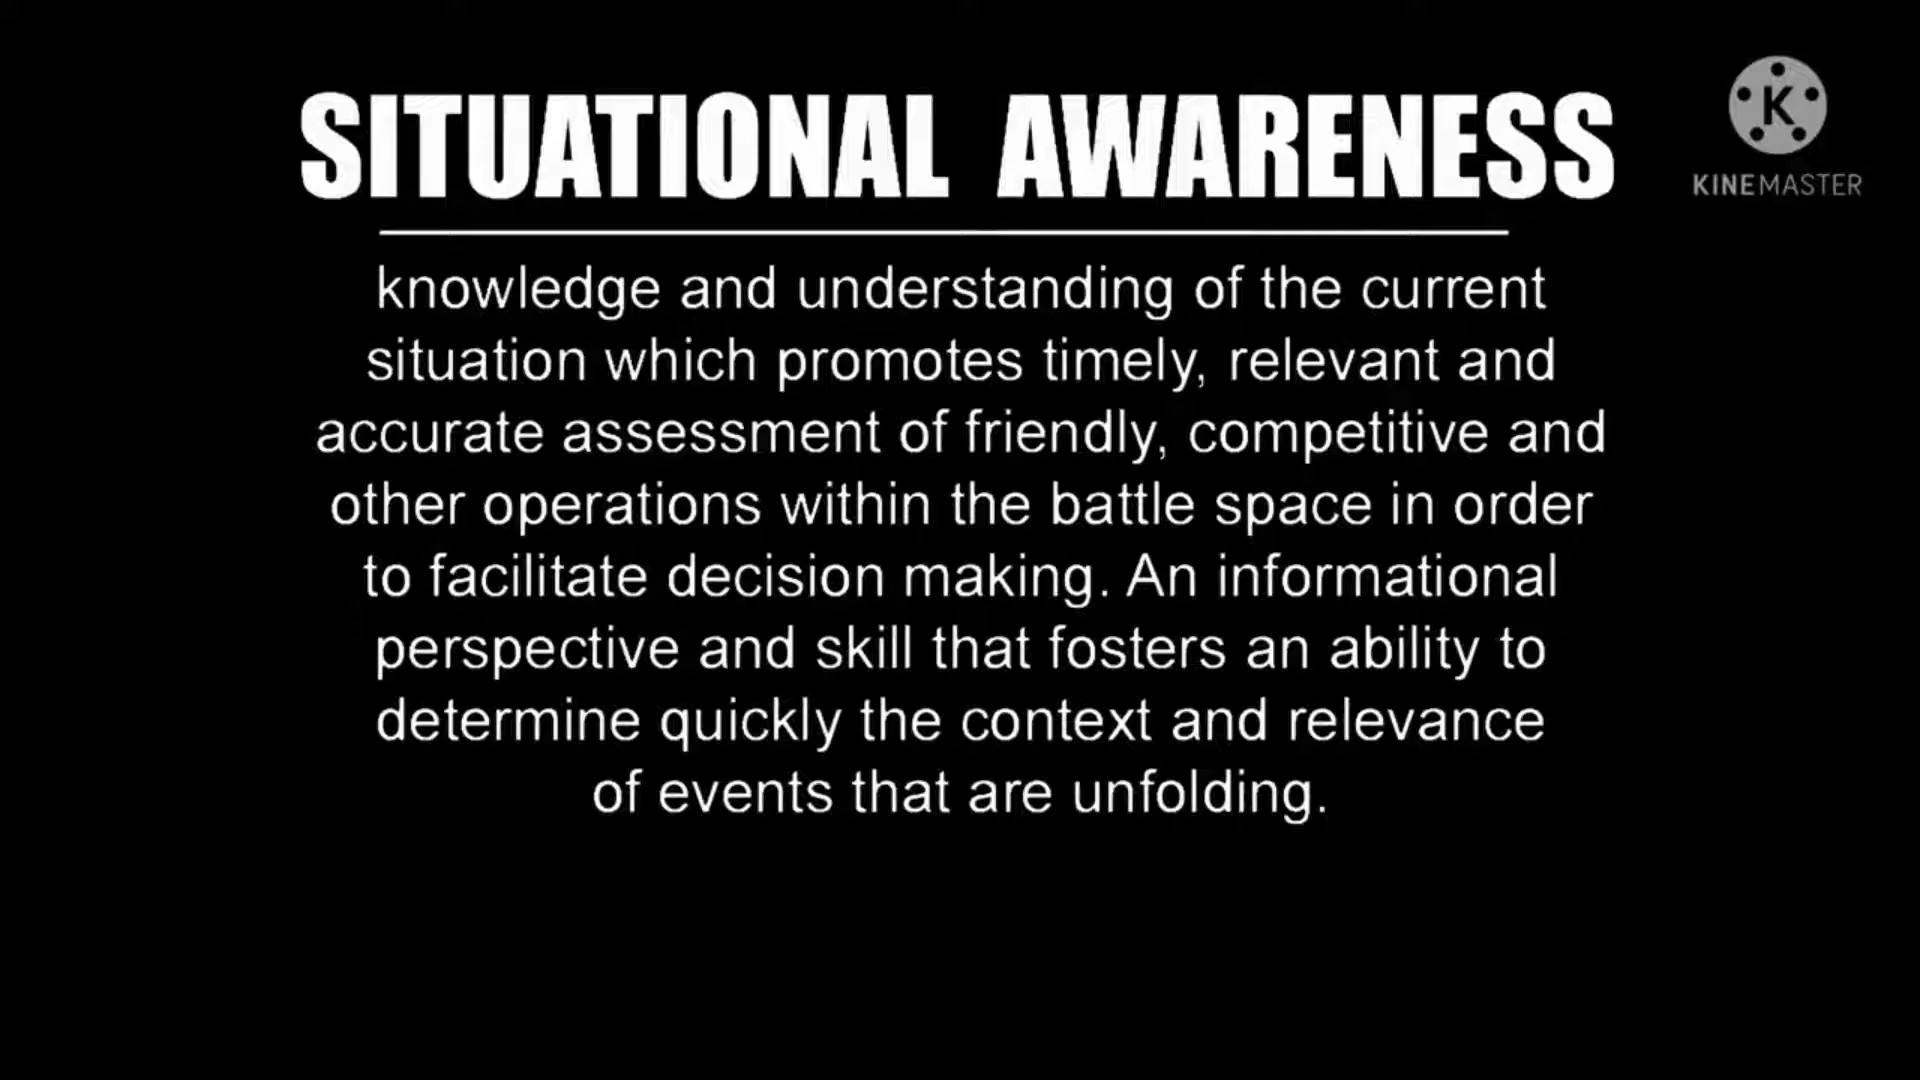 SITUATIONAL AWARENESS
K
KINEMASTER
knowledge and understanding of the current
situation which promotes timely, relevant and
accurate assessment of friendly, competitive and
other operations within the battle space in order
to facilitate decision making. An informational
perspective and skill that fosters an ability to
determine quickly the context and relevance
of events that are unfolding.